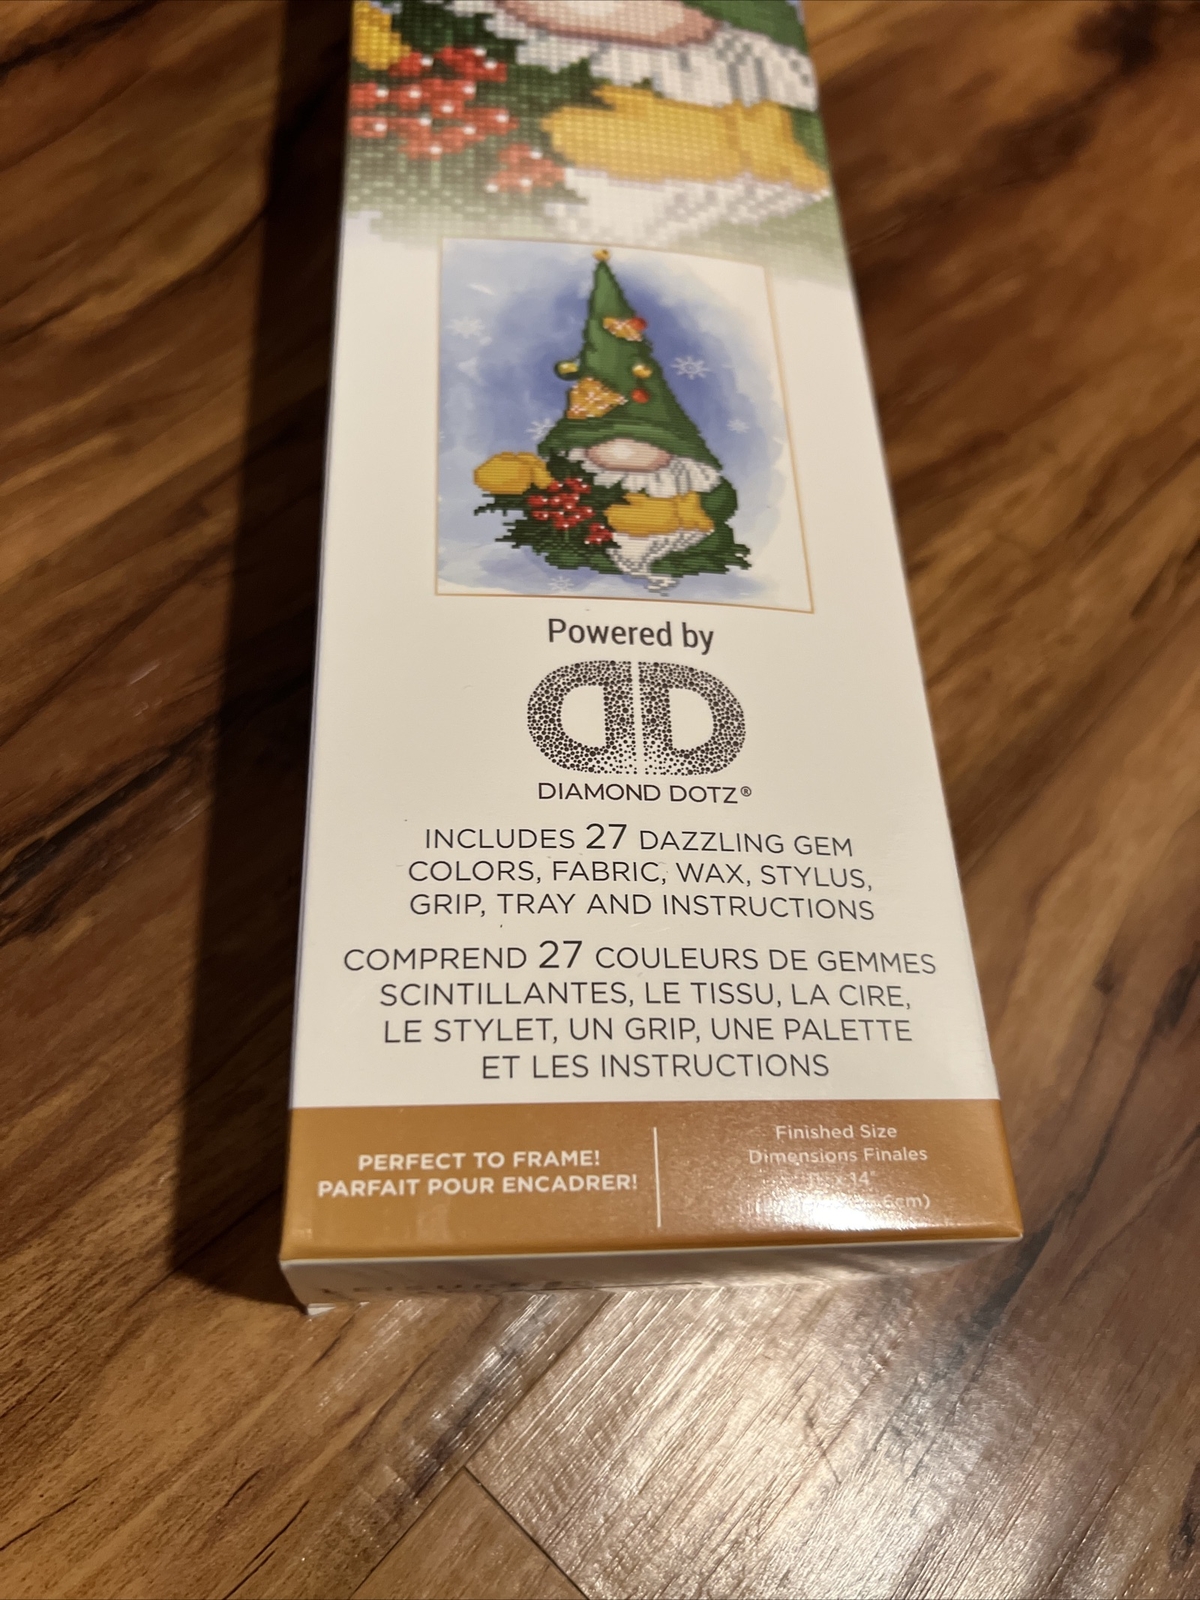 Powered by
DIAMOND DOTZ®
INCLUDES 27 DAZZLING GEM
COLORS, FABRIC, WAX, STYLUS,
GRIP, TRAY AND INSTRUCTIONS
COMPREND 27 COULEURS DE GEMMES
SCINTILLANTES, LE TISSU, LA CIRE,
LE STYLET, UN GRIP, UNE PALETTE
ET LES INSTRUCTIONS
PERFECT TO FRAME!
PARFAIT POUR ENCADRER!
Finished Size
Dimensions Finales
x 14"